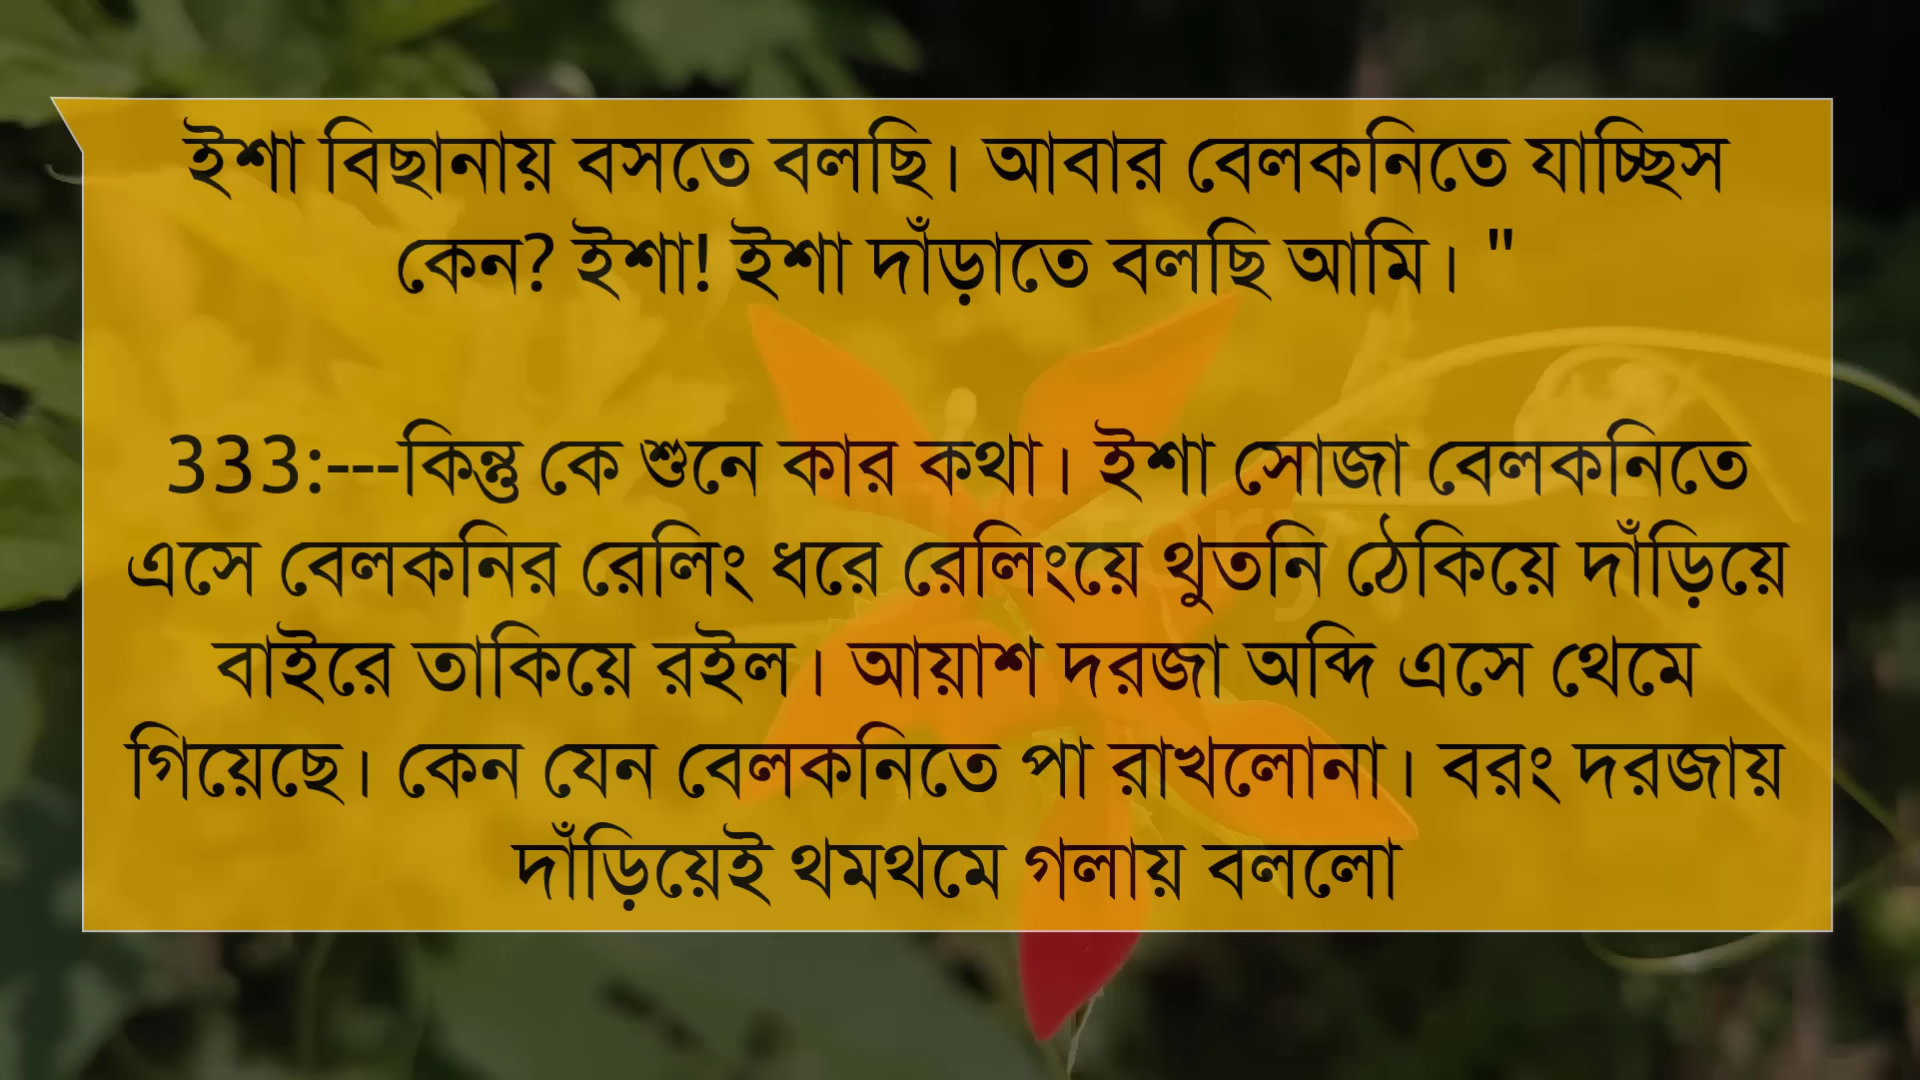 ইশা বিছানায় বসতে বলছি। আবার বেলকনিতে যাচ্ছিস
কেন? ইশা! ইশা দাঁড়াতে বলছি আমি। "
333:---কিন্তু কে শুনে কার কথা। ইশা সোজা বেলকনিতে
এসে বেলকনির রেলিং ধরে রেলিংয়ে থুতনি ঠেকিয়ে দাঁড়িয়ে
বাইরে তাকিয়ে রইল। আয়াশ দরজা অব্দি এসে থেমে
গিয়েছে। কেন যেন বেলকনিতে পা রাখলোনা। বরং দরজায়
দাঁড়িয়েই থমথমে গলায় বললো